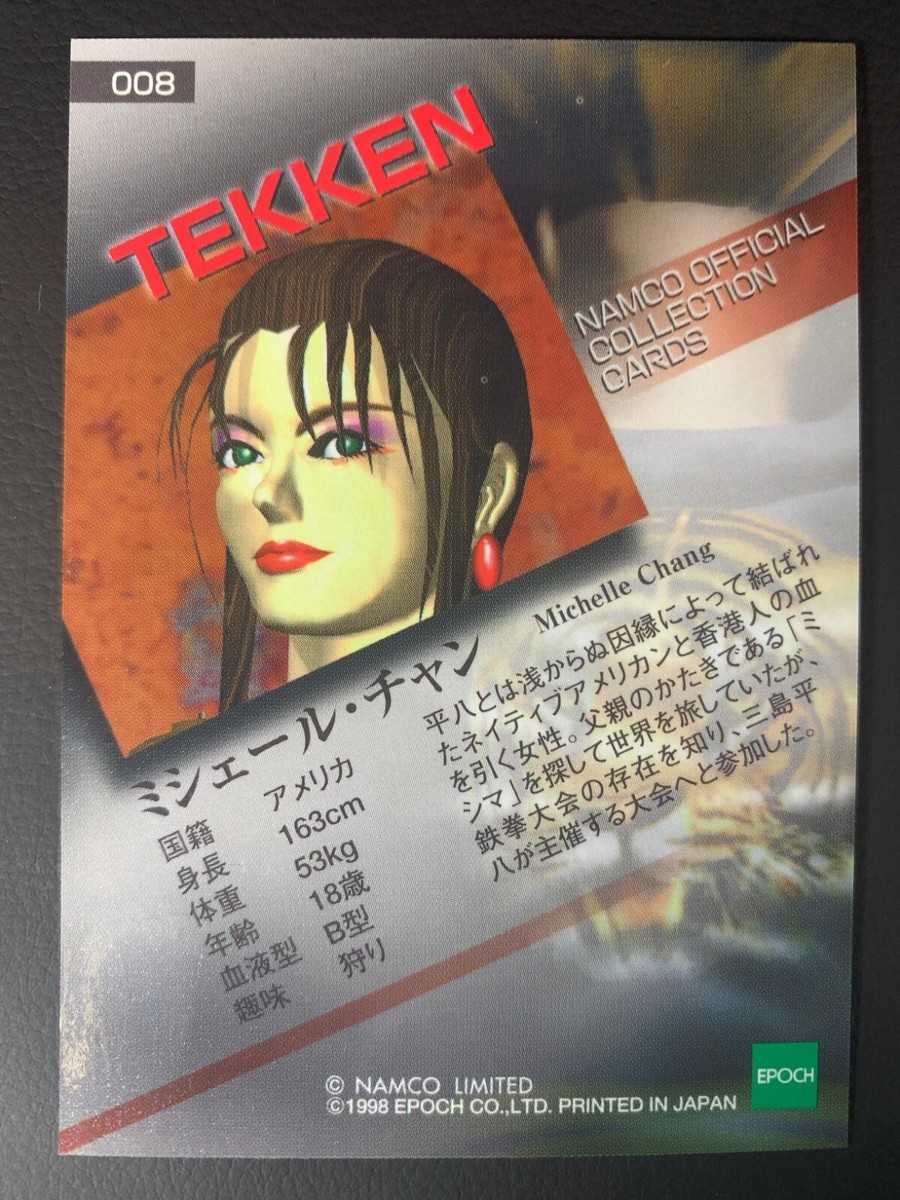 008
TEKKEN
NAMCO OFFICIAL
COLLECTION
CARDS
ミシェール・チャン
Michelle Chang
国籍 アメリカ
身長 163cm
体重 53kg
年齢 18歳
血液型 B型
趣味 狩り
平八とは浅からぬ因縁によって結ばれ
たネイティブアメリカンと香港人の血
を引く女性。父親のかたきである「ミ
シマ」を探して世界を旅していたが、
鉄拳大会の存在を知り、三島平
八が主催する大会へと参加した。
© NAMCO LIMITED
©1998 EPOCH CO.,LTD. PRINTED IN JAPAN
EPOCH